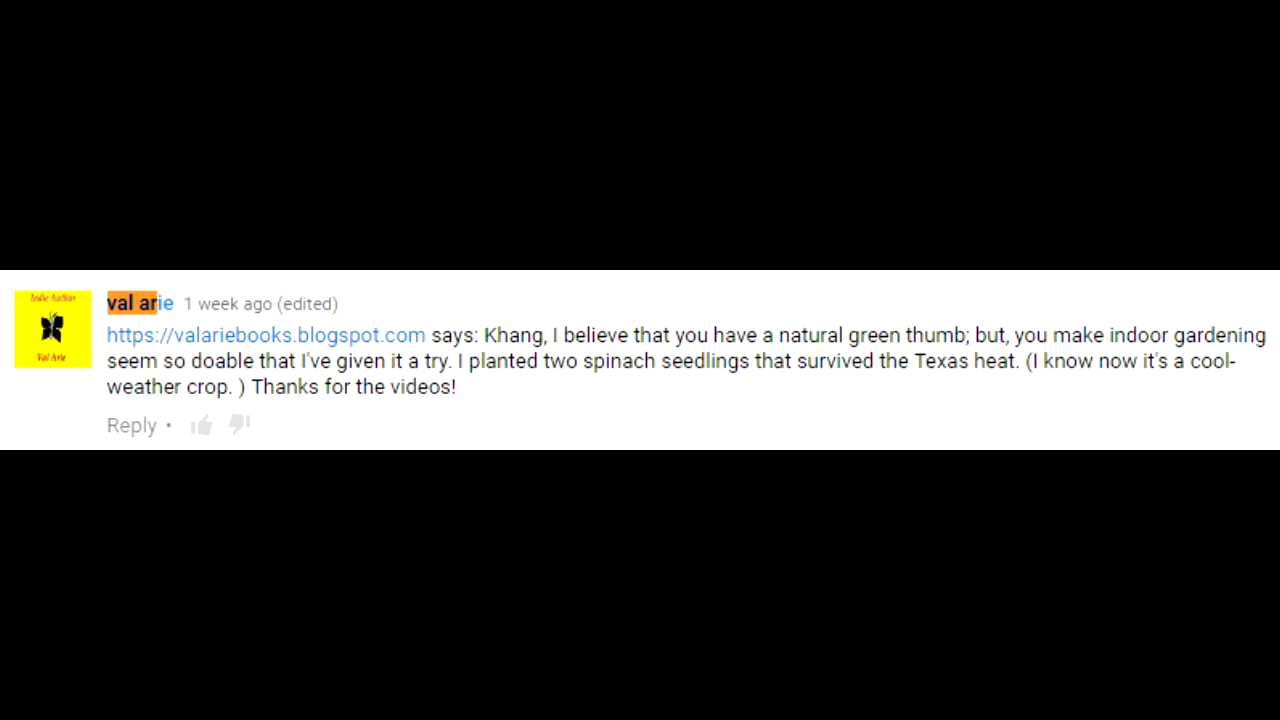 Indie Author
Val Arie
val arie 1 week ago (edited)
https://valariebooks.blogspot.com says: Khang, I believe that you have a natural green thumb; but, you make indoor gardening
seem so doable that I've given it a try. I planted two spinach seedlings that survived the Texas heat. (I know now it's a cool-
weather crop. ) Thanks for the videos!
Reply •